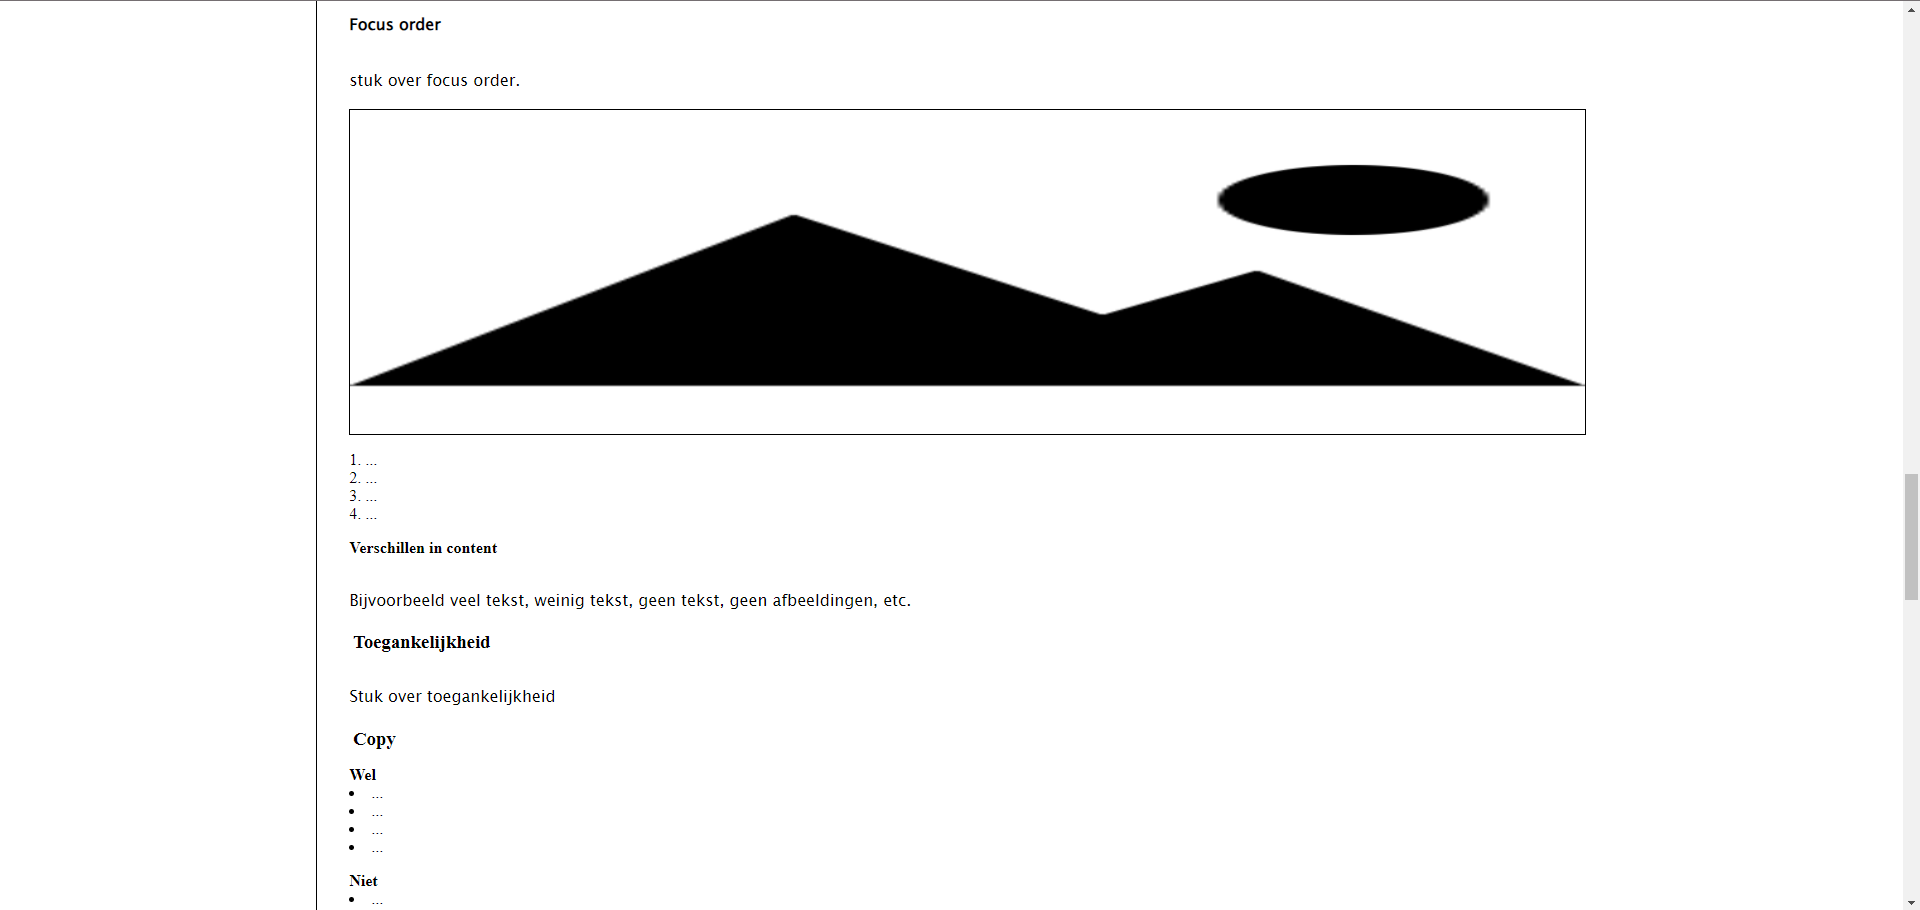 Focus order
stuk over focus order.
1. ...
2. ...
3. ...
4. ...
Verschillen in content
Bijvoorbeeld veel tekst, weinig tekst, geen tekst, geen afbeeldingen, etc.
Toegankelijkheid
Stuk over toegankelijkheid
Copy
Wel
• ...
• ...
• ...
• ...
Niet
• ...